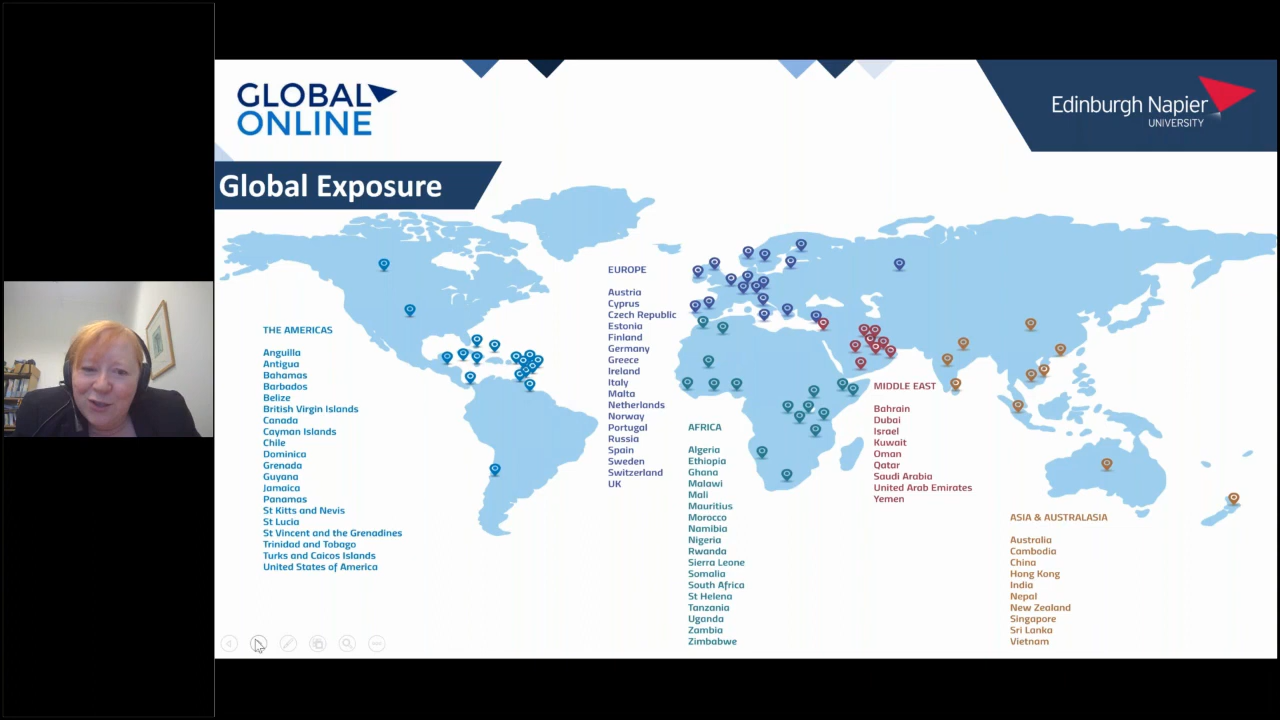 GLOBAL
ONLINE
Edinburgh Napier
UNIVERSITY
Global Exposure
THE AMERICAS
Anguilla
Antigua
Bahamas
Barbados
Belize
British Virgin Islands
Canada
Cayman Islands
Chile
Dominica
Grenada
Guyana
Jamaica
Panamas
St Kitts and Nevis
St Lucia
St Vincent and the Grenadines
Trinidad and Tobago
Turks and Caicos Islands
United States of America
EUROPE
Austria
Cyprus
Czech Republic
Estonia
Finland
Germany
Greece
Ireland
Italy
Malta
Netherlands
Norway
Portugal
Russia
Spain
Sweden
Switzerland
UK
AFRICA
Algeria
Ethiopia
Ghana
Malawi
Mali
Mauritius
Morocco
Namibia
Nigeria
Rwanda
Sierra Leone
Somalia
South Africa
St Helena
Tanzania
Uganda
Zambia
Zimbabwe
MIDDLE EAST
Bahrain
Dubai
Israel
Kuwait
Oman
Qatar
Saudi Arabia
United Arab Emirates
Yemen
ASIA & AUSTRALASIA
Australia
Cambodia
China
Hong Kong
India
Nepal
New Zealand
Singapore
Sri Lanka
Vietnam